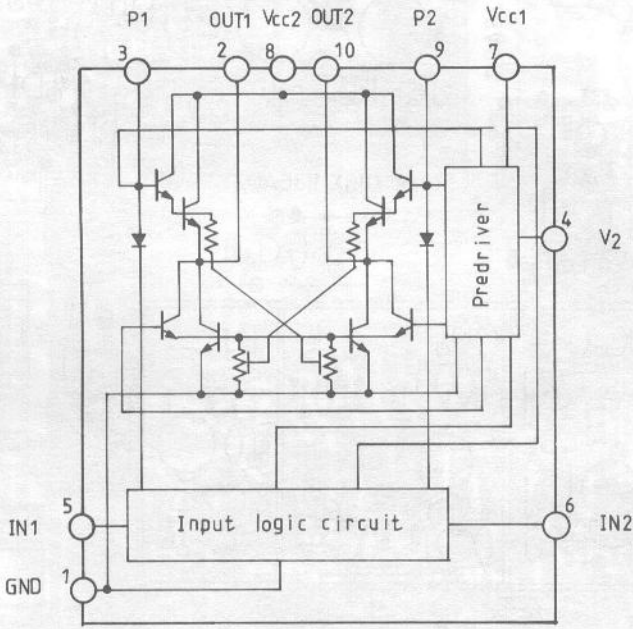 P1 OUT1 Vcc2 OUT2 P2 Vcc1
3 2 8 10 9 7
4
V2
Predriver
5
IN1
Input logic circuit
6
IN2
1
GND